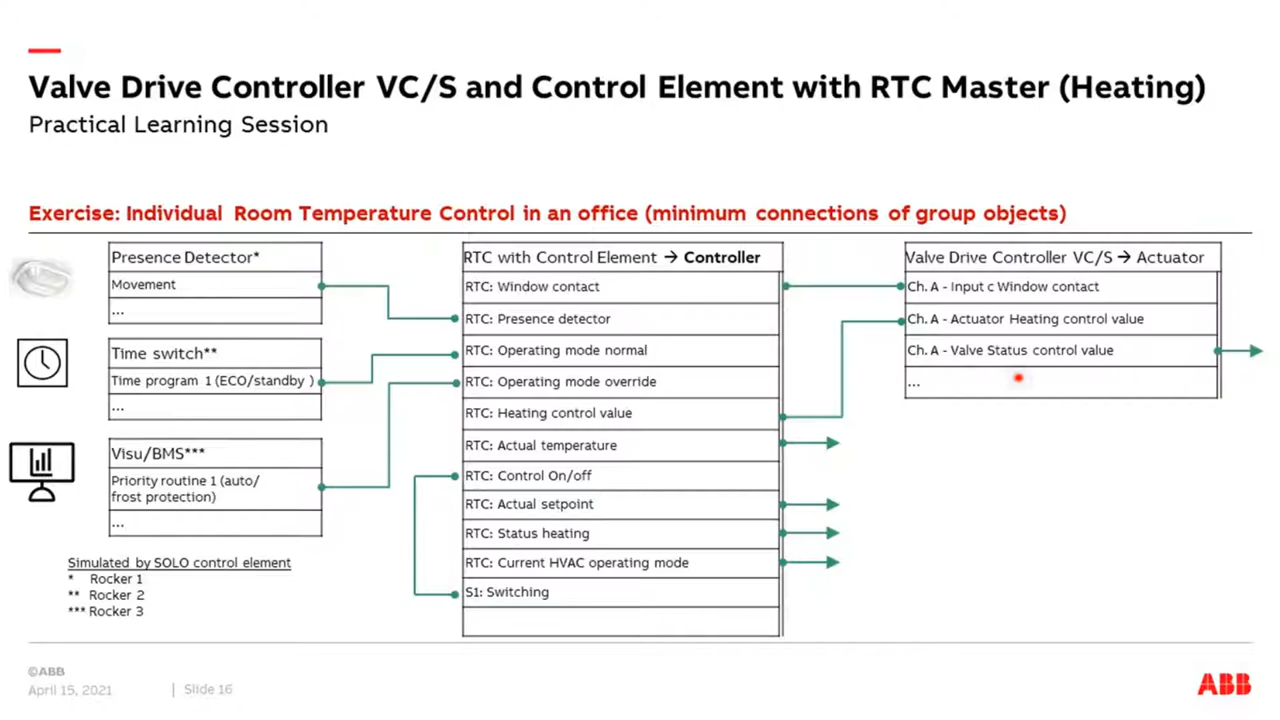 Valve Drive Controller VC/S and Control Element with RTC Master (Heating)
Practical Learning Session
Exercise: Individual Room Temperature Control in an office (minimum connections of group objects)
Presence Detector*
Movement
...
Time switch**
Time program 1 (ECO/standby )
...
Visu/BMS***
Priority routine 1 (auto/
frost protection)
...
Simulated by SOLO control element
* Rocker 1
** Rocker 2
*** Rocker 3
RTC with Control Element → Controller
RTC: Window contact
RTC: Presence detector
RTC: Operating mode normal
RTC: Operating mode override
RTC: Heating control value
RTC: Actual temperature
RTC: Control On/off
RTC: Actual setpoint
RTC: Status heating
RTC: Current HVAC operating mode
S1: Switching
Valve Drive Controller VC/S → Actuator
Ch. A - Input c Window contact
Ch. A - Actuator Heating control value
Ch. A - Valve Status control value
...
©ABB
April 15, 2021 | Slide 16
ABB